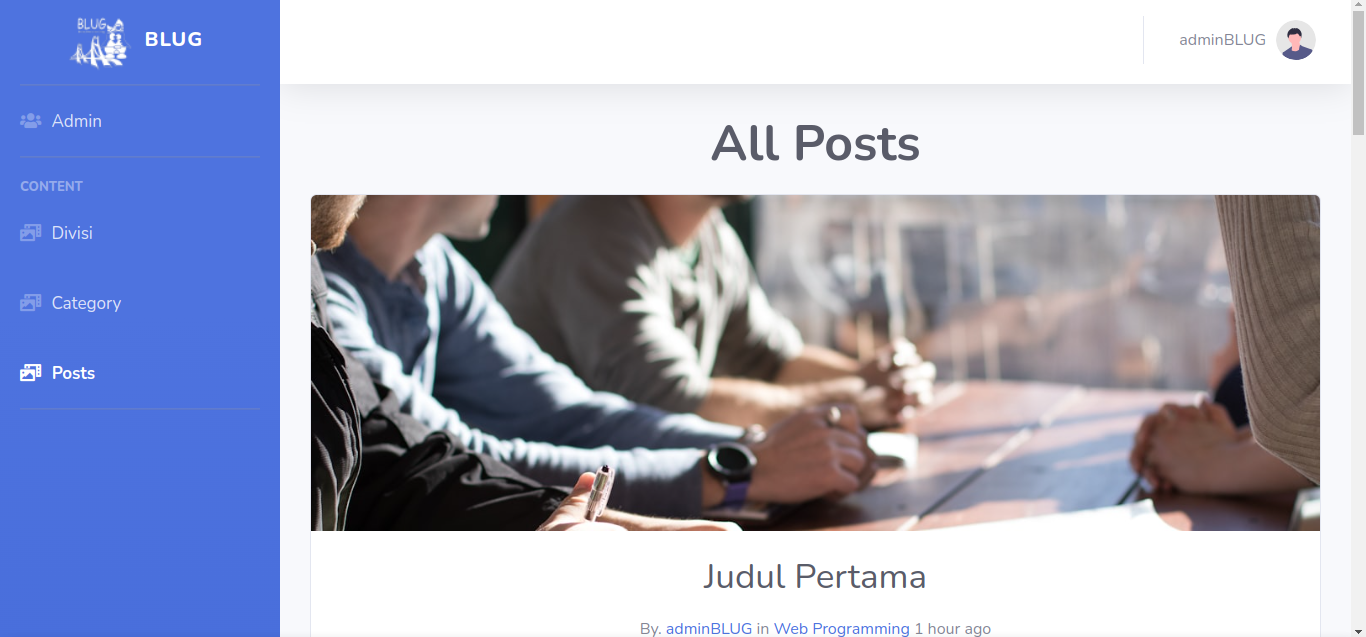 BLUG
BLUG
adminBLUG
Admin
CONTENT
Divisi
Category
Posts
All Posts
Judul Pertama
By. adminBLUG in Web Programming 1 hour ago